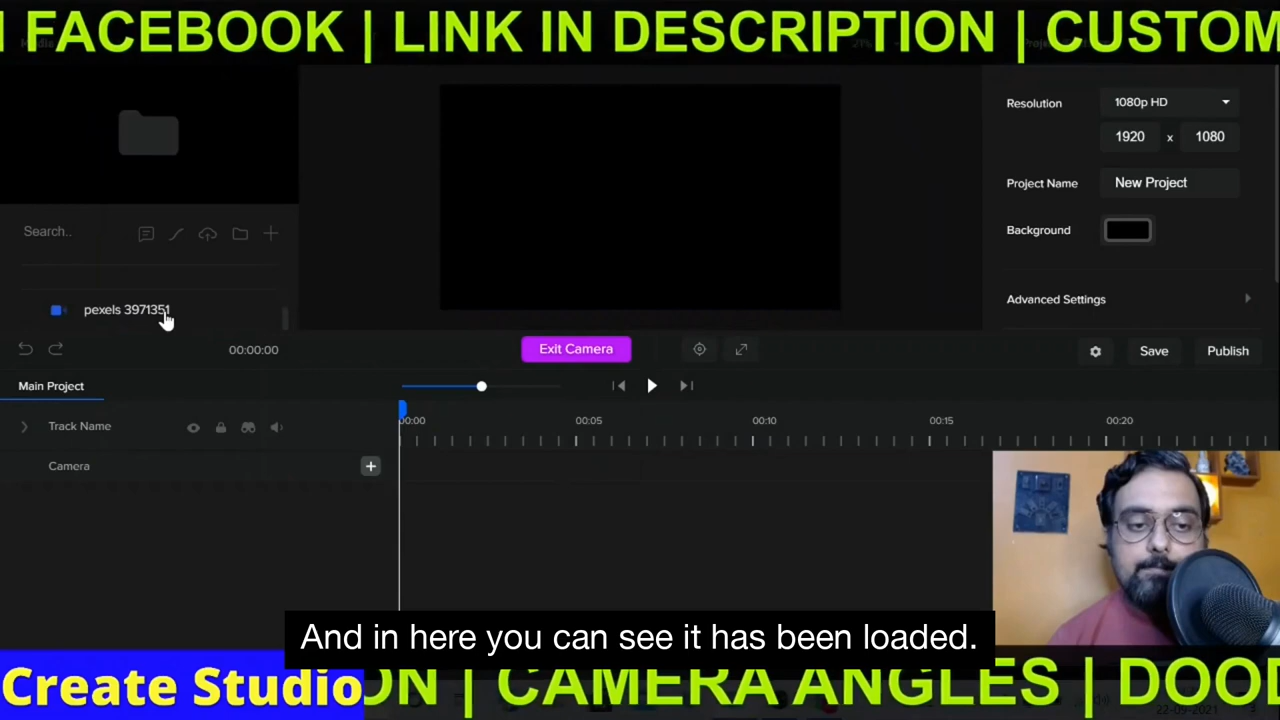 FACEBOOK | LINK IN DESCRIPTION | CUSTOM
Resolution
1080p HD
1920 x 1080
Project Name
New Project
Background
Advanced Settings
Search..
pexels 3971351
00:00:00
Exit Camera
Save
Publish
Main Project
00:00
00:05
00:10
00:15
00:20
Track Name
Camera
And in here you can see it has been loaded.
Create Studio
ON | CAMERA ANGLES | DOOD
22-09-2021